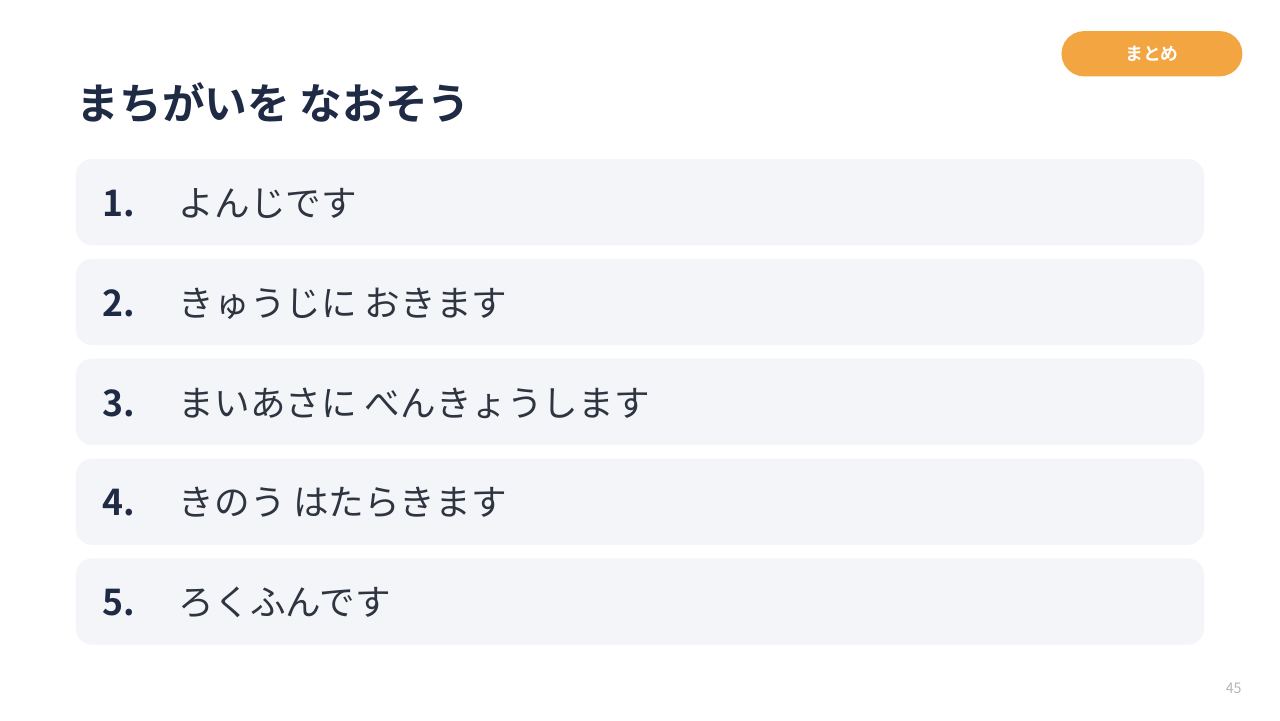 まとめ
まちがいを なおそう
1. よんじです
2. きゅうじに おきます
3. まいあさに べんきょうします
4. きのう はたらきます
5. ろくふんです
45